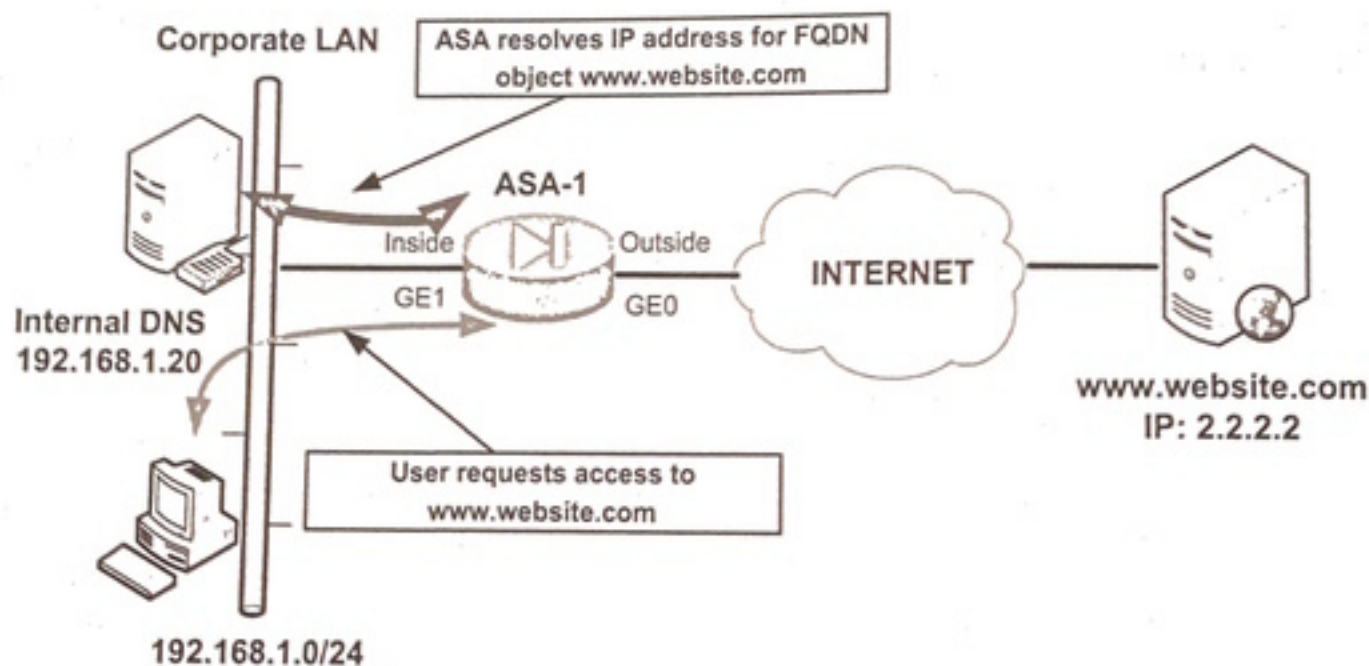 Corporate LAN
ASA resolves IP address for FQDN
object www.website.com
ASA-1
Inside
Outside
INTERNET
GE1
GE0
Internal DNS
192.168.1.20
www.website.com
IP: 2.2.2.2
User requests access to
www.website.com
192.168.1.0/24